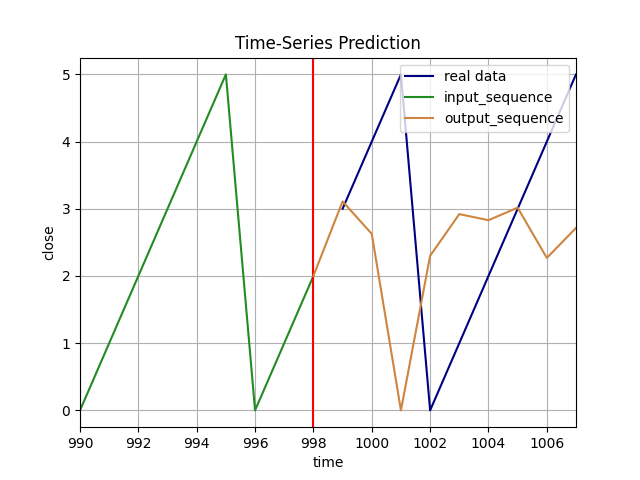 Time-Series Prediction
real data
input_sequence
output_sequence
close
5
4
3
2
1
0
990 992 994 996 998 1000 1002 1004 1006
time